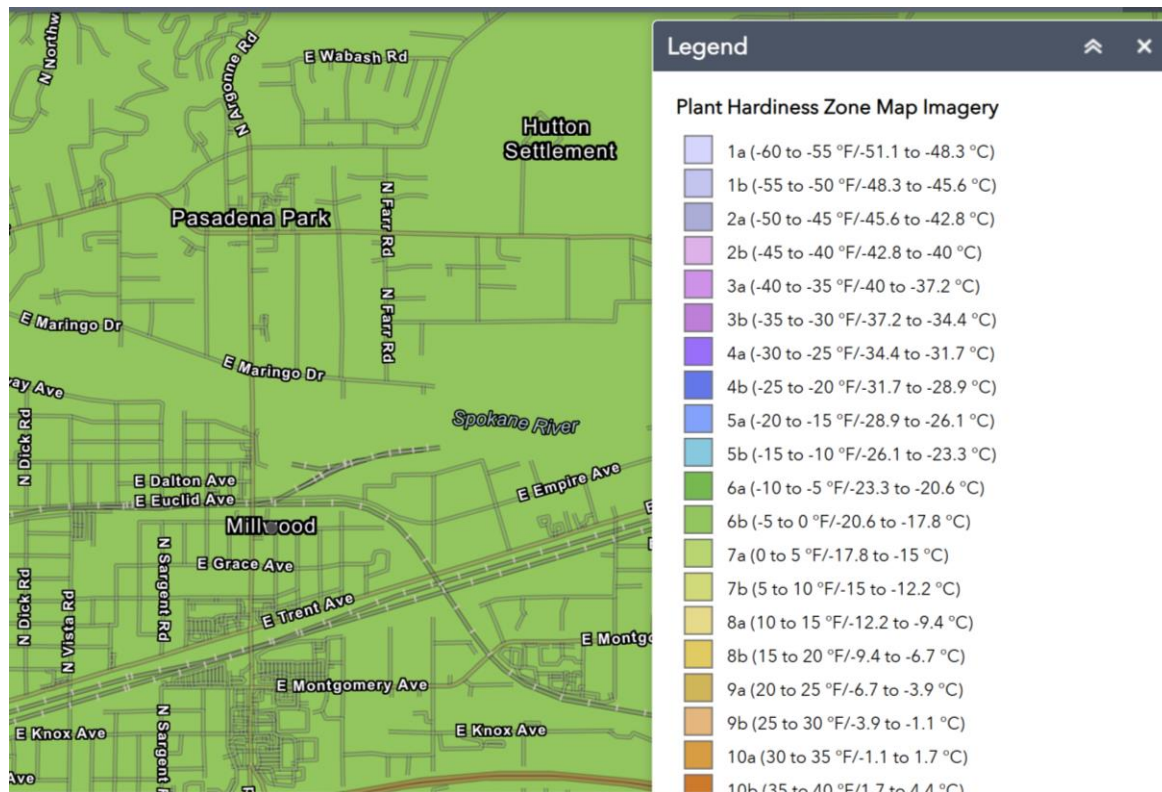 N Northw
N Argonne Rd
E Wabash Rd
Hutton
Settlement
Pasadena Park
N Farr Rd
N Farr Rd
E Maringo Dr
E Maringo Dr
ay Ave
N Dick Rd
Spokane River
E Dalton Ave
E Euclid Ave
E Empire Ave
Millwood
E Grace Ave
N Sargent Rd
N Dick Rd
N Vista Rd
E Trent Ave
E Montgo
E Montgomery Ave
N Sargent
E Knox Ave
E Knox Ave
Ave
Legend
Plant Hardiness Zone Map Imagery
1a (-60 to -55 °F/-51.1 to -48.3 °C)
1b (-55 to -50 °F/-48.3 to -45.6 °C)
2a (-50 to -45 °F/-45.6 to -42.8 °C)
2b (-45 to -40 °F/-42.8 to -40 °C)
3a (-40 to -35 °F/-40 to -37.2 °C)
3b (-35 to -30 °F/-37.2 to -34.4 °C)
4a (-30 to -25 °F/-34.4 to -31.7 °C)
4b (-25 to -20 °F/-31.7 to -28.9 °C)
5a (-20 to -15 °F/-28.9 to -26.1 °C)
5b (-15 to -10 °F/-26.1 to -23.3 °C)
6a (-10 to -5 °F/-23.3 to -20.6 °C)
6b (-5 to 0 °F/-20.6 to -17.8 °C)
7a (0 to 5 °F/-17.8 to -15 °C)
7b (5 to 10 °F/-15 to -12.2 °C)
8a (10 to 15 °F/-12.2 to -9.4 °C)
8b (15 to 20 °F/-9.4 to -6.7 °C)
9a (20 to 25 °F/-6.7 to -3.9 °C)
9b (25 to 30 °F/-3.9 to -1.1 °C)
10a (30 to 35 °F/-1.1 to 1.7 °C)
10b (35 to 40 °F/1.7 to 4.4 °C)